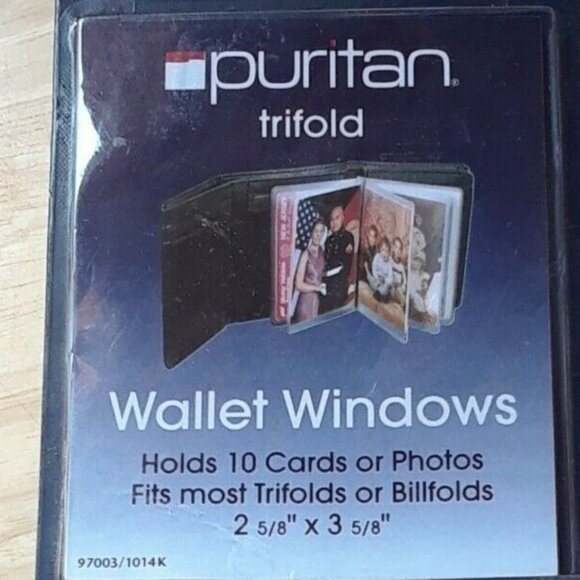 puritan®
trifold
Wallet Windows
Holds 10 Cards or Photos
Fits most Trifolds or Billfolds
2 5/8" x 3 5/8"
97003/1014K